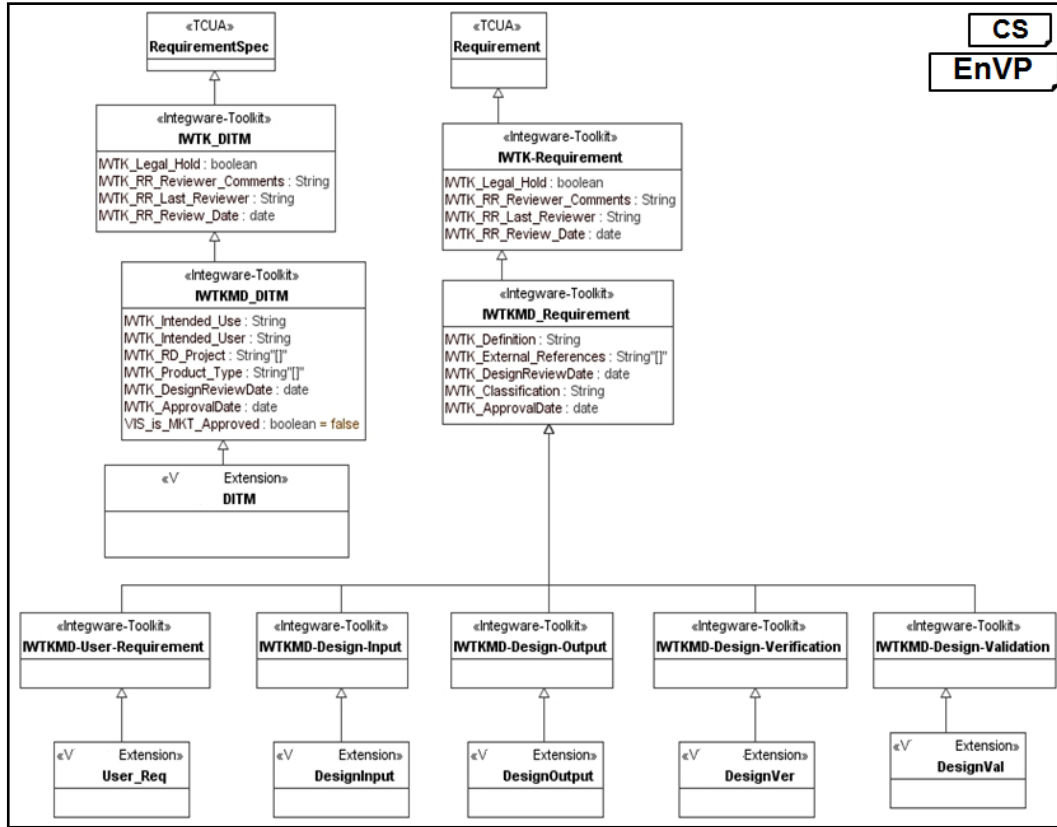 CS
EnVP
«TCUA»
RequirementSpec
«Integware-Toolkit»
IWTK_DITM
IWTK_Legal_Hold : boolean
IWTK_RR_Reviewer_Comments : String
IWTK_RR_Last_Reviewer : String
IWTK_RR_Review_Date : date
«Integware-Toolkit»
IWTKMD_DITM
IWTK_Intended_Use : String
IWTK_Intended_User : String
IWTK_RD_Project : String"[]"
IWTK_Product_Type : String"[]"
IWTK_DesignReviewDate : date
IWTK_ApprovalDate : date
VIS_is_MKT_Approved : boolean = false
«V Extension»
DITM
«TCUA»
Requirement
«Integware-Toolkit»
IWTK-Requirement
IWTK_Legal_Hold : boolean
IWTK_RR_Reviewer_Comments : String
IWTK_RR_Last_Reviewer : String
IWTK_RR_Review_Date : date
«Integware-Toolkit»
IWTKMD_Requirement
IWTK_Definition : String
IWTK_External_References : String"[]"
IWTK_DesignReviewDate : date
IWTK_Classification : String
IWTK_ApprovalDate : date
«Integware-Toolkit»
IWTKMD-User-Requirement
«Integware-Toolkit»
IWTKMD-Design-Input
«Integware-Toolkit»
IWTKMD-Design-Output
«Integware-Toolkit»
IWTKMD-Design-Verification
«Integware-Toolkit»
IWTKMD-Design-Validation
«V Extension»
User_Req
«V Extension»
DesignInput
«V Extension»
DesignOutput
«V Extension»
DesignVer
«V Extension»
DesignVal